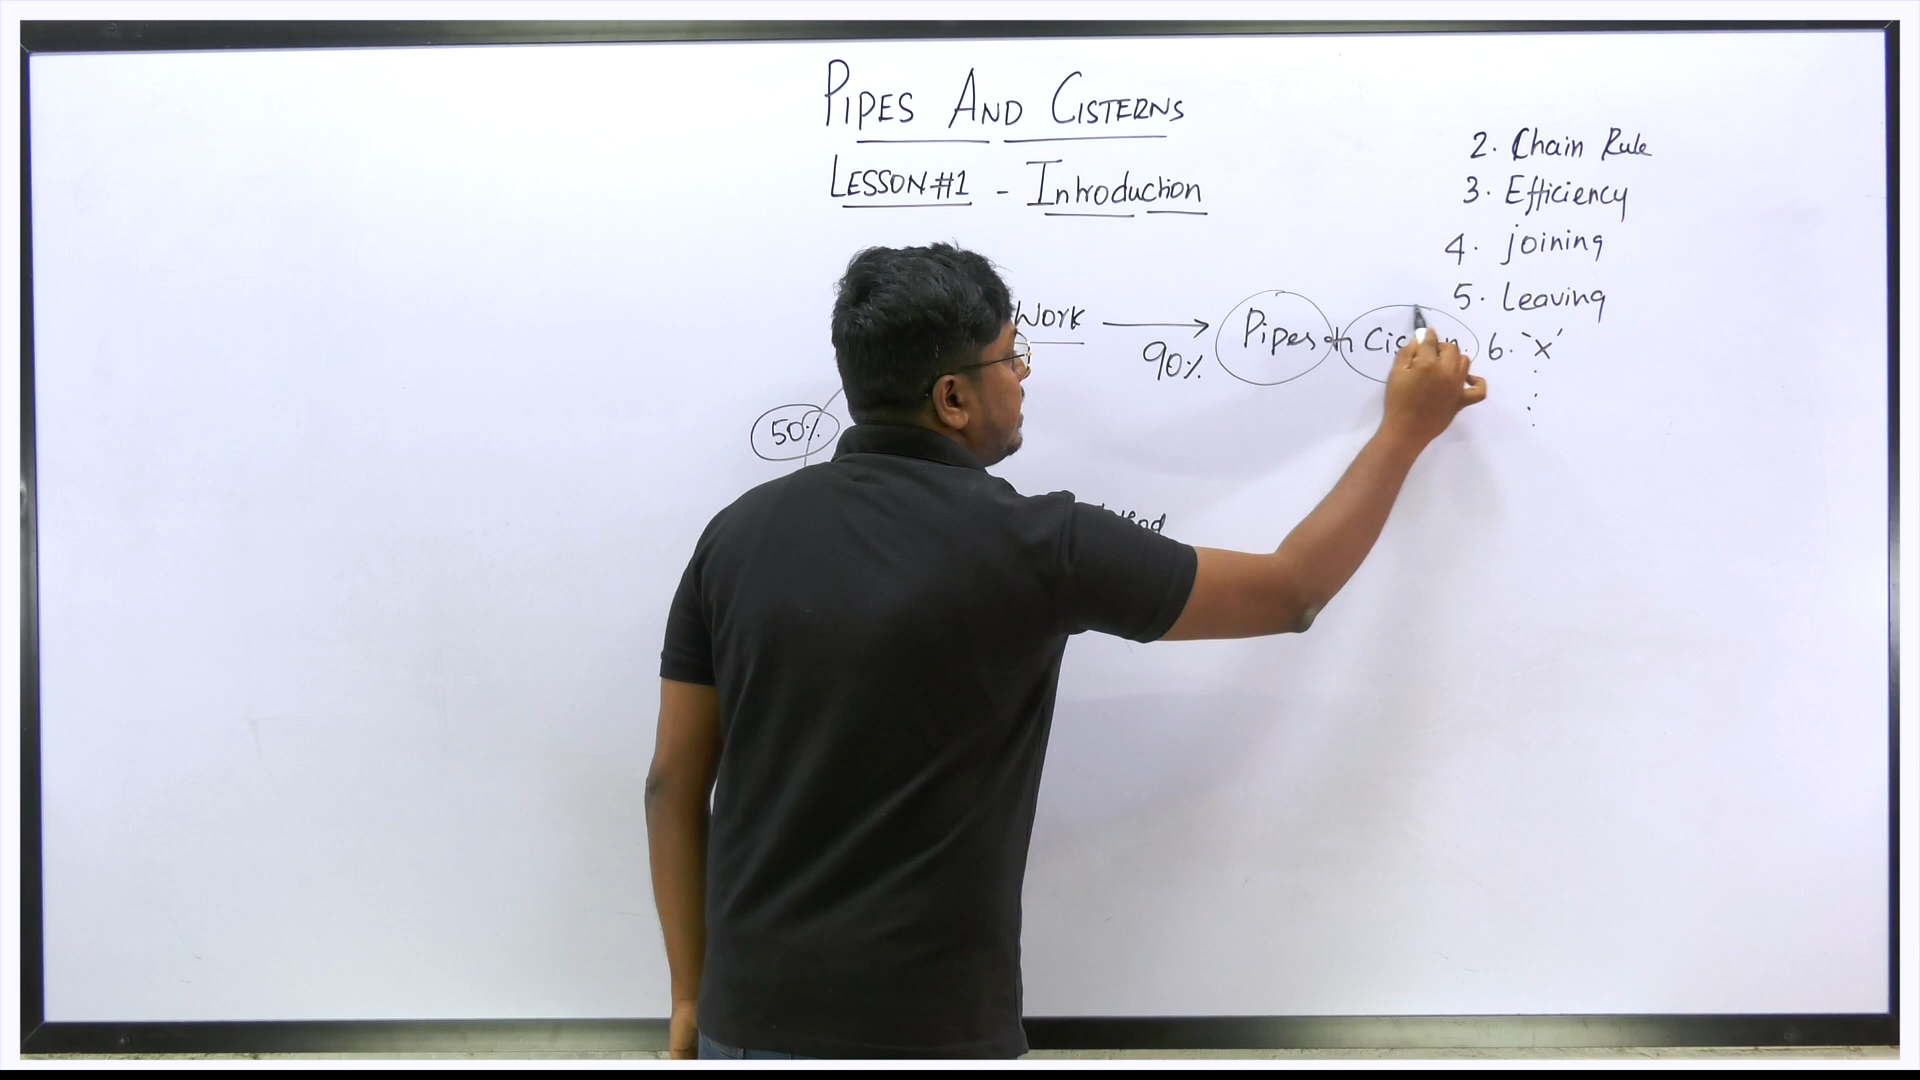 PIPES AND CISTERNS
LESSON #1 - Introduction
2. Chain Rule
3. Efficiency
4. joining
5. Leaving
6. 'x'
Work
Pipes
90%
50%